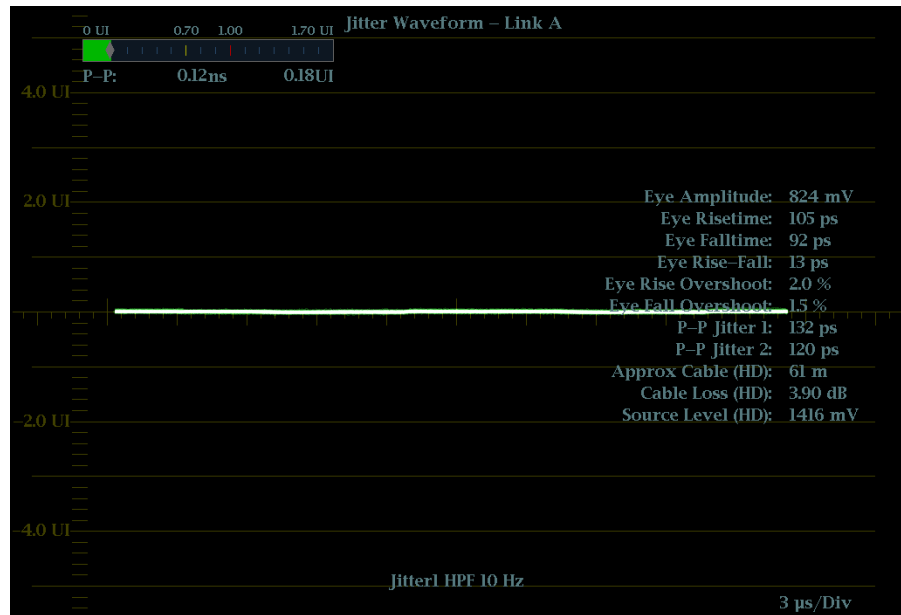 Jitter Waveform – Link A
0 UI 0.70 1.00 1.70 UI
P–P: 0.12ns 0.18UI
4.0 UI
2.0 UI
Eye Amplitude: 824 mV
Eye Risetime: 105 ps
Eye Falltime: 92 ps
Eye Rise–Fall: 13 ps
Eye Rise Overshoot: 2.0 %
Eye Fall Overshoot: 1.5 %
P–P Jitter 1: 132 ps
P–P Jitter 2: 120 ps
Approx Cable (HD): 61 m
Cable Loss (HD): 3.90 dB
Source Level (HD): 1416 mV
-2.0 UI
-4.0 UI
Jitter1 HPF 10 Hz
3 µs/Div